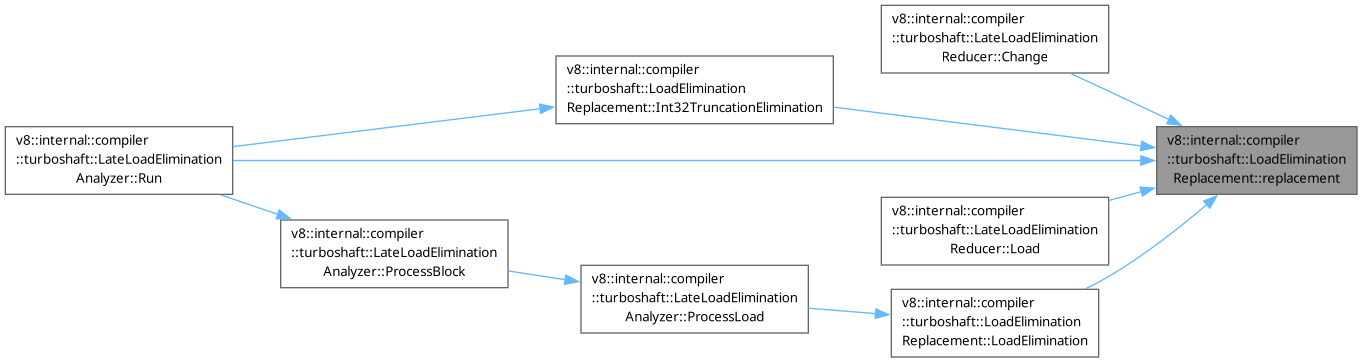 v8::internal::compiler
::turboshaft::LateLoadElimination
Reducer::Change
v8::internal::compiler
::turboshaft::LoadElimination
Replacement::Int32TruncationElimination
v8::internal::compiler
::turboshaft::LateLoadElimination
Analyzer::Run
v8::internal::compiler
::turboshaft::LoadElimination
Replacement::replacement
v8::internal::compiler
::turboshaft::LateLoadElimination
Reducer::Load
v8::internal::compiler
::turboshaft::LateLoadElimination
Analyzer::ProcessBlock
v8::internal::compiler
::turboshaft::LateLoadElimination
Analyzer::ProcessLoad
v8::internal::compiler
::turboshaft::LoadElimination
Replacement::LoadElimination